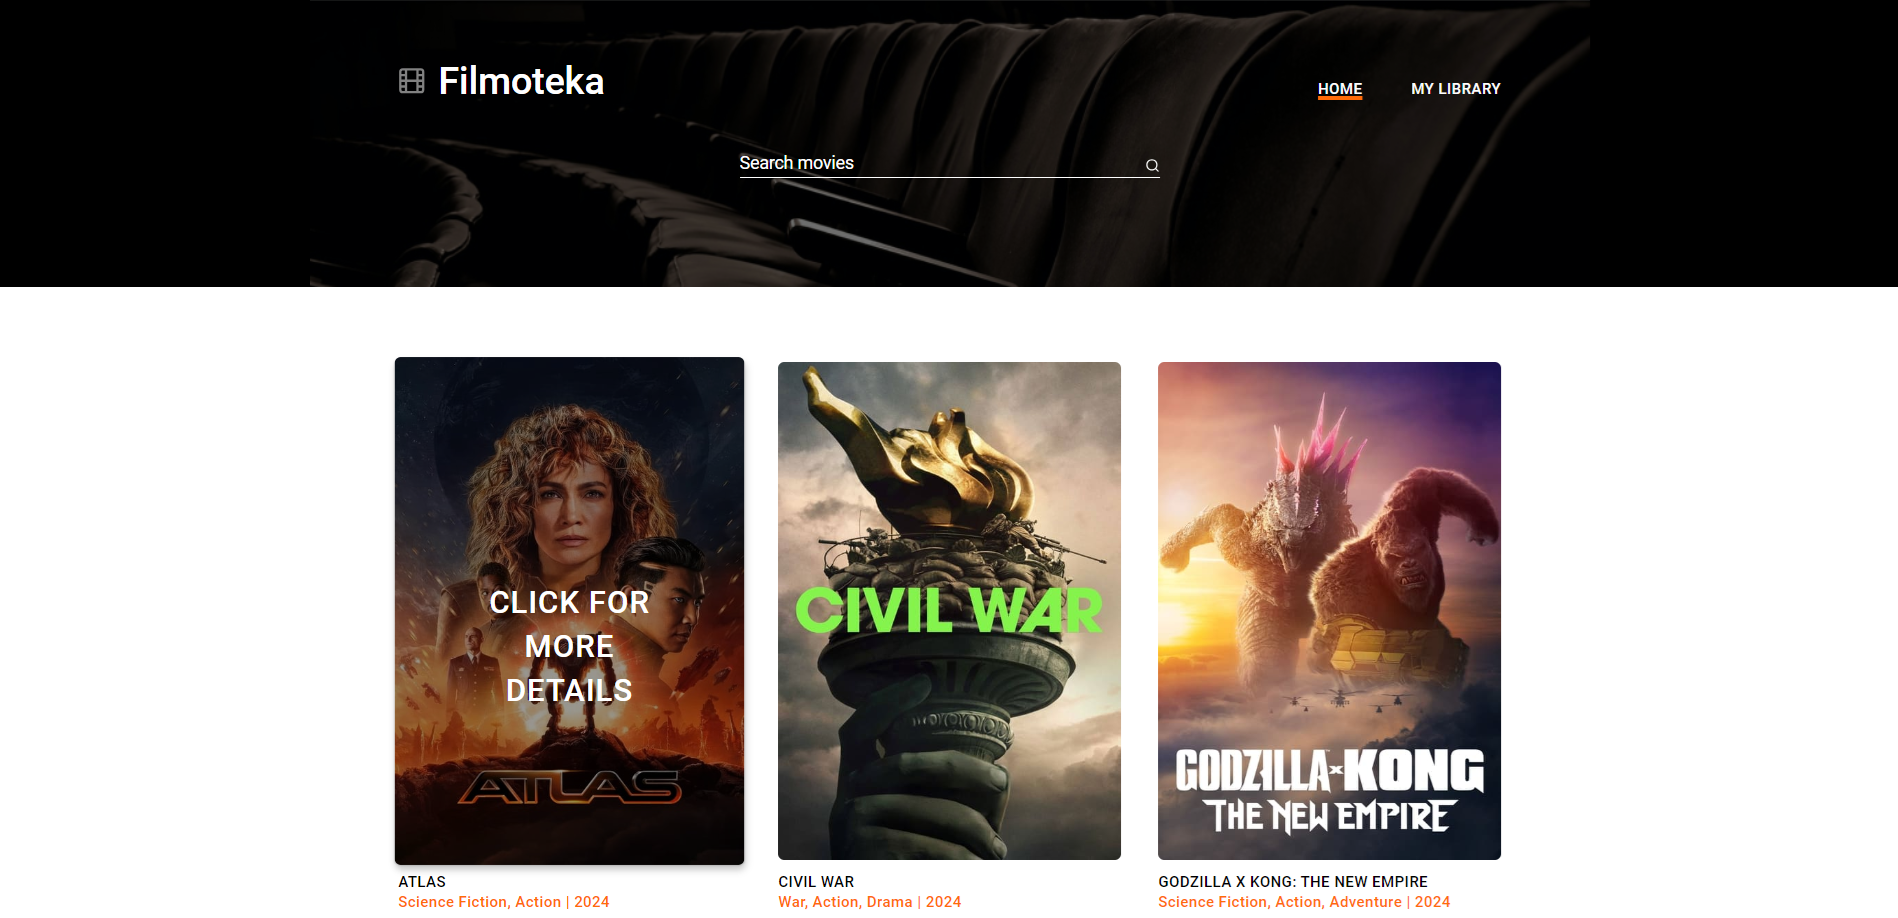 Filmoteka
HOME
MY LIBRARY
Search movies
CLICK FOR
MORE
DETAILS
ATLAS
CIVIL WAR
GODZILLA x KONG
THE NEW EMPIRE
ATLAS
Science Fiction, Action | 2024
CIVIL WAR
War, Action, Drama | 2024
GODZILLA X KONG: THE NEW EMPIRE
Science Fiction, Action, Adventure | 2024